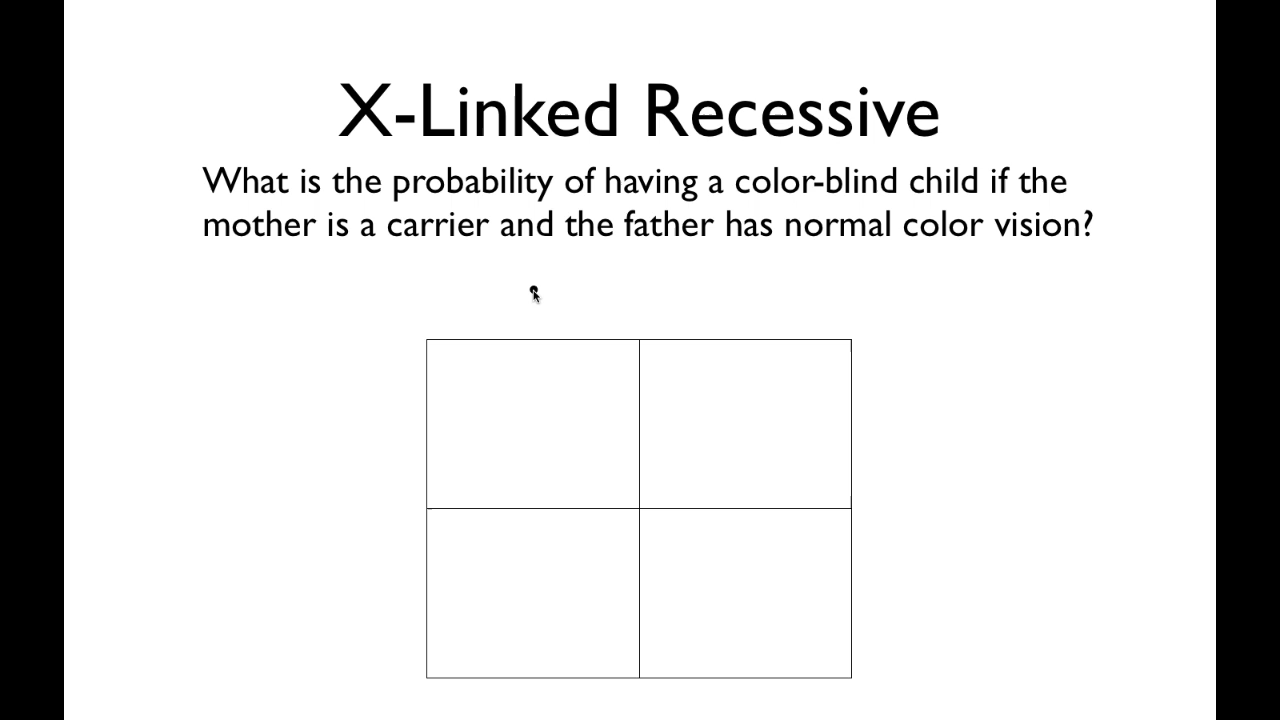 X-Linked Recessive
What is the probability of having a color-blind child if the
mother is a carrier and the father has normal color vision?